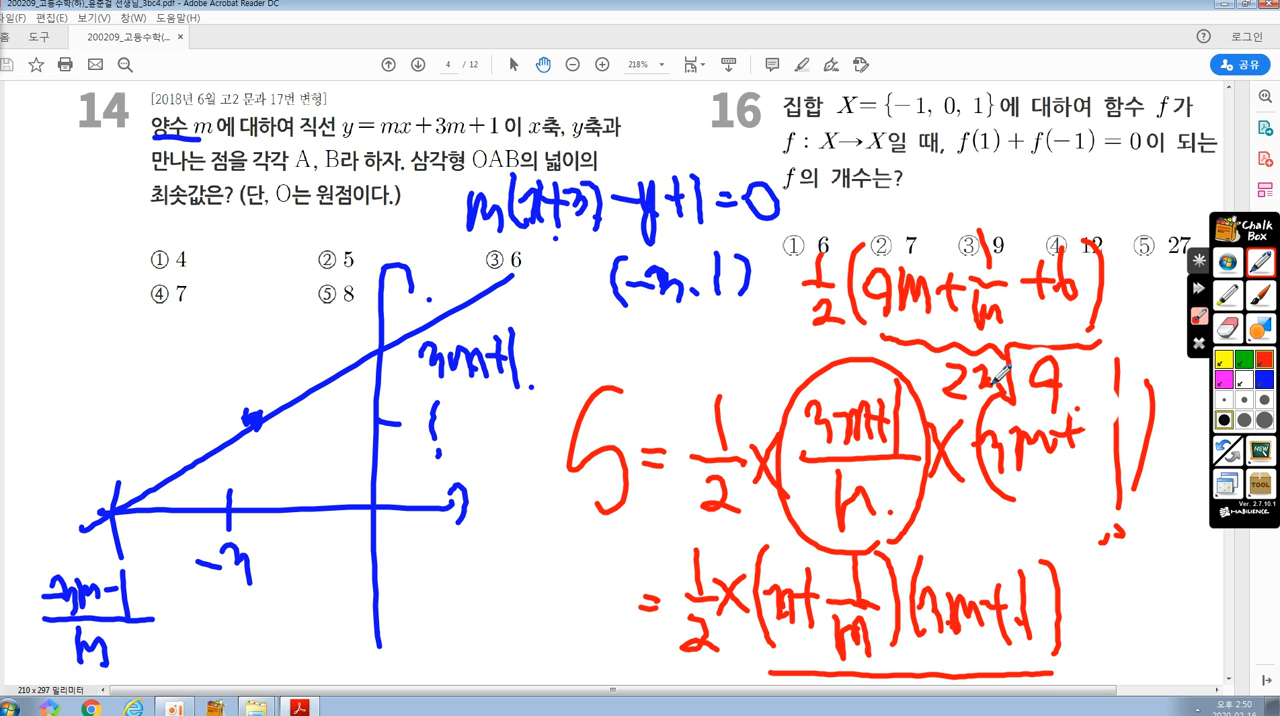 200209_고등수학(하)_윤준걸 선생님_3bc4.pdf - Adobe Acrobat Reader DC
파일(F) 편집(E) 보기(V) 창(W) 도움말(H)
홈 도구 200209_고등수학(... × 로그인
4 / 12 218% 공유
14
[2018년 6월 고2 문과 17번 변형]
양수 m에 대하여 직선 y=mx+3m+1이 x축, y축과
만나는 점을 각각 A, B라 하자. 삼각형 OAB의 넓이의
최솟값은? (단, O는 원점이다.)
① 4 ② 5 ③ 6
④ 7 ⑤ 8
m(x+3)-y+1=0
(-3, 1)
3m+1
1
-3
-3m-1
m
16
집합 X={-1, 0, 1}에 대하여 함수 f가
f : X→X일 때, f(1)+f(-1)=0이 되는
f의 개수는?
① 6 ② 7 ③ 9 ④ 12 ⑤ 27
1/2 (9m + 1/m + 6)
2√9
S = 1/2 × (3m+1)/m × (3m+1)
= 1/2 × (3+1/m)(3m+1)
Chalk Box
NEW
TOOL
Ver. 2.7.10.1
HABILIENCE
210 x 297 밀리미터
오후 2:50